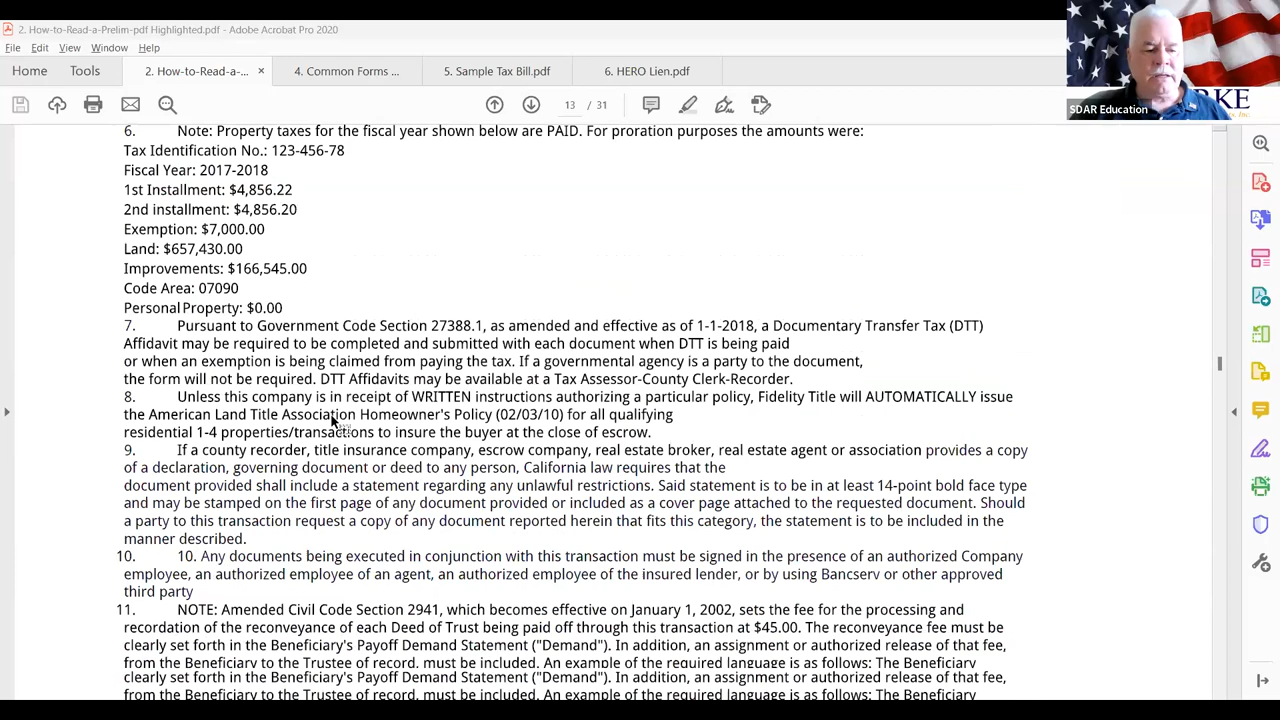 2. How-to-Read-a-Prelim-pdf Highlighted.pdf - Adobe Acrobat Pro 2020
File Edit View Window Help
Home Tools 2. How-to-Read-a-... × 4. Common Forms ... 5. Sample Tax Bill.pdf 6. HERO Lien.pdf
13 / 31
SDAR Education
RKE
6. Note: Property taxes for the fiscal year shown below are PAID. For proration purposes the amounts were:
Tax Identification No.: 123-456-78
Fiscal Year: 2017-2018
1st Installment: $4,856.22
2nd installment: $4,856.20
Exemption: $7,000.00
Land: $657,430.00
Improvements: $166,545.00
Code Area: 07090
Personal Property: $0.00
7. Pursuant to Government Code Section 27388.1, as amended and effective as of 1-1-2018, a Documentary Transfer Tax (DTT)
Affidavit may be required to be completed and submitted with each document when DTT is being paid
or when an exemption is being claimed from paying the tax. If a governmental agency is a party to the document,
the form will not be required. DTT Affidavits may be available at a Tax Assessor-County Clerk-Recorder.
8. Unless this company is in receipt of WRITTEN instructions authorizing a particular policy, Fidelity Title will AUTOMATICALLY issue
the American Land Title Association Homeowner's Policy (02/03/10) for all qualifying
residential 1-4 properties/transactions to insure the buyer at the close of escrow.
9. If a county recorder, title insurance company, escrow company, real estate broker, real estate agent or association provides a copy
of a declaration, governing document or deed to any person, California law requires that the
document provided shall include a statement regarding any unlawful restrictions. Said statement is to be in at least 14-point bold face type
and may be stamped on the first page of any document provided or included as a cover page attached to the requested document. Should
a party to this transaction request a copy of any document reported herein that fits this category, the statement is to be included in the
manner described.
10. 10. Any documents being executed in conjunction with this transaction must be signed in the presence of an authorized Company
employee, an authorized employee of an agent, an authorized employee of the insured lender, or by using Bancserv or other approved
third party
11. NOTE: Amended Civil Code Section 2941, which becomes effective on January 1, 2002, sets the fee for the processing and
recordation of the reconveyance of each Deed of Trust being paid off through this transaction at $45.00. The reconveyance fee must be
clearly set forth in the Beneficiary's Payoff Demand Statement ("Demand"). In addition, an assignment or authorized release of that fee,
from the Beneficiary to the Trustee of record, must be included. An example of the required language is as follows: The Beneficiary
clearly set forth in the Beneficiary's Payoff Demand Statement ("Demand"). In addition, an assignment or authorized release of that fee,
from the Beneficiary to the Trustee of record, must be included. An example of the required language is as follows: The Beneficiary